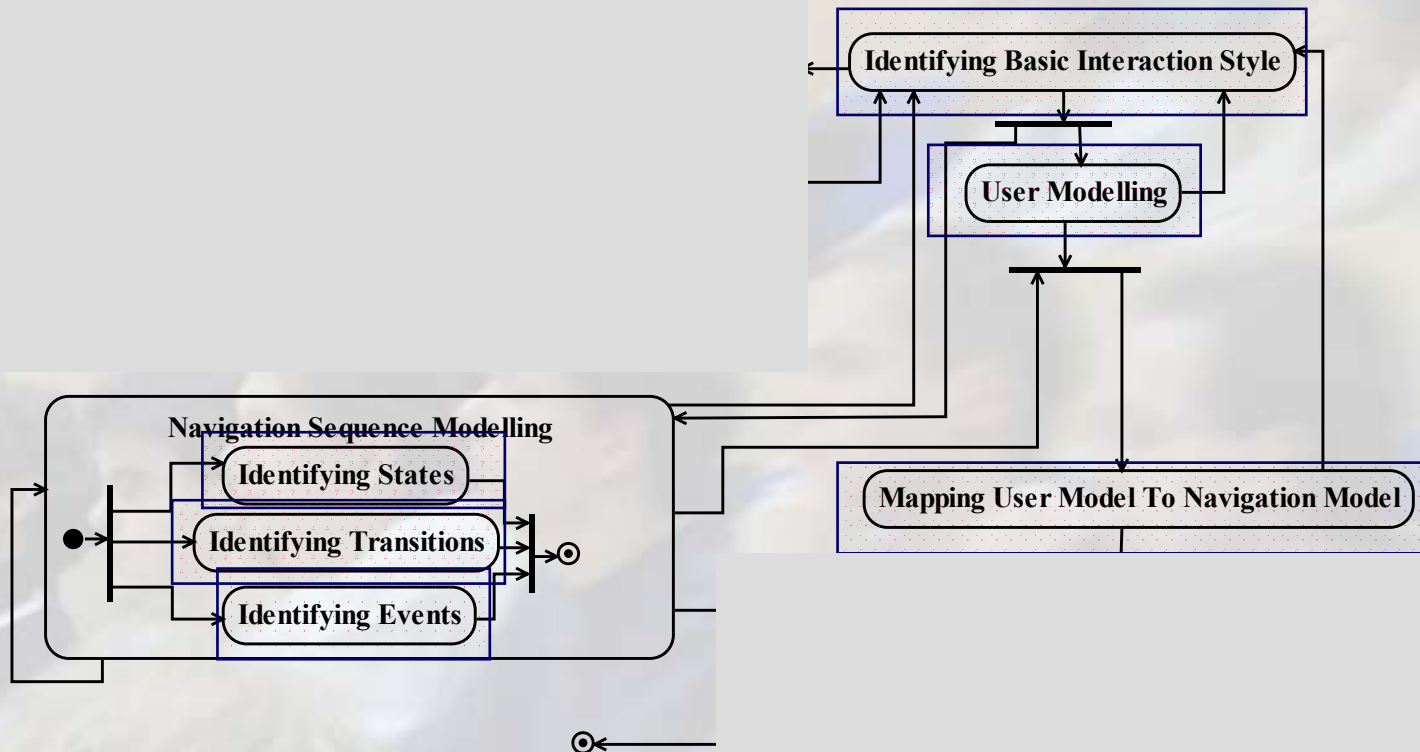 Identifying Basic Interaction Style
User Modelling
Navigation Sequence Modelling
Identifying States
Identifying Transitions
Identifying Events
Mapping User Model To Navigation Model